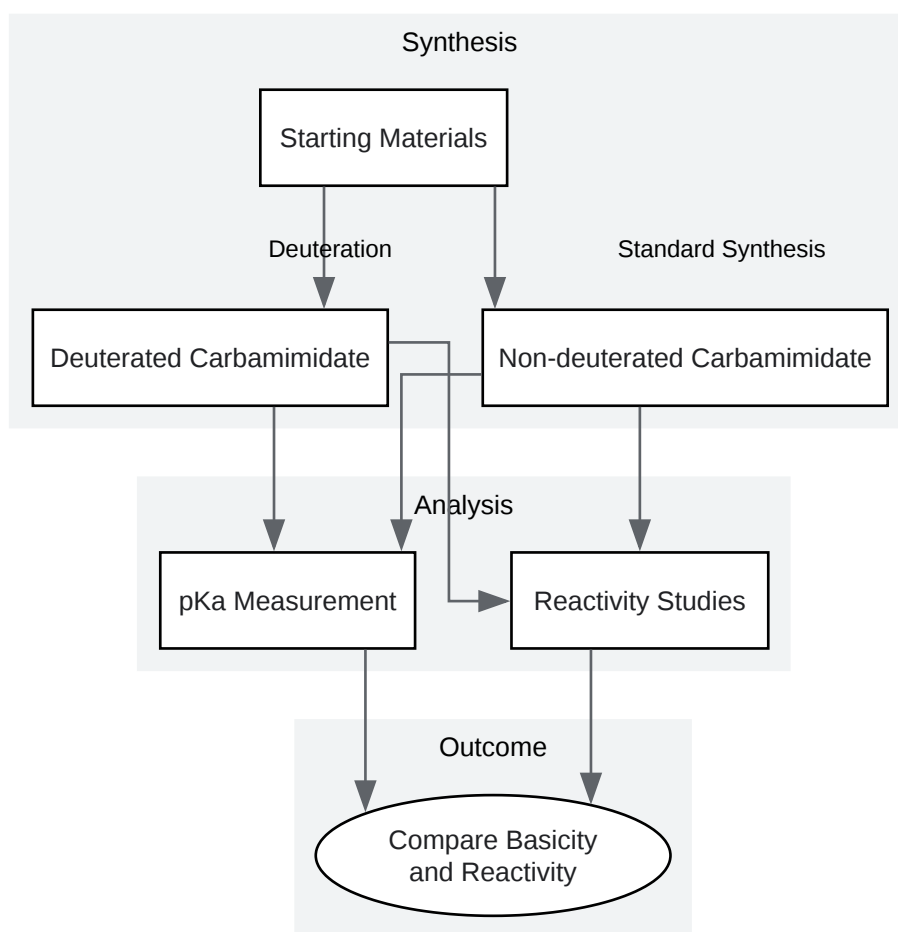 Synthesis
Starting Materials
Deuteration
Standard Synthesis
Deuterated Carbamimidate
Non-deuterated Carbamimidate
Analysis
pKa Measurement
Reactivity Studies
Outcome
Compare Basicity
and Reactivity